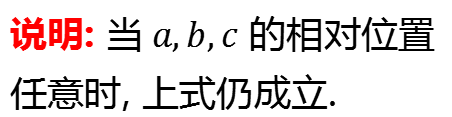 说明: 当 a, b, c 的相对位置
任意时, 上式仍成立.